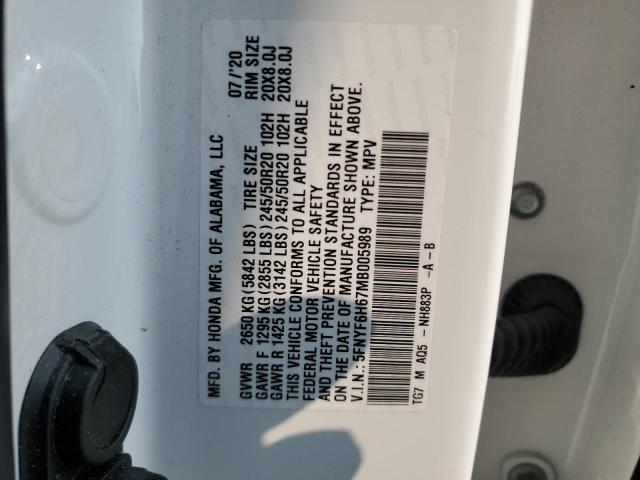 MFD. BY HONDA MFG. OF ALABAMA, LLC 07/'20
GVWR 2650 KG(5842 LBS) TIRE SIZE RIM SIZE
GAWR F 1295 KG(2855 LBS) 245/50R20 102H 20X8.0J
GAWR R 1425 KG(3142 LBS) 245/50R20 102H 20X8.0J
THIS VEHICLE CONFORMS TO ALL APPLICABLE
FEDERAL MOTOR VEHICLE SAFETY
AND THEFT PREVENTION STANDARDS IN EFFECT
ON THE DATE OF MANUFACTURE SHOWN ABOVE.
V.I.N.: 5FNYF6H67MB005989 TYPE: MPV
TG7 M AQ5 - NH883P -A-B